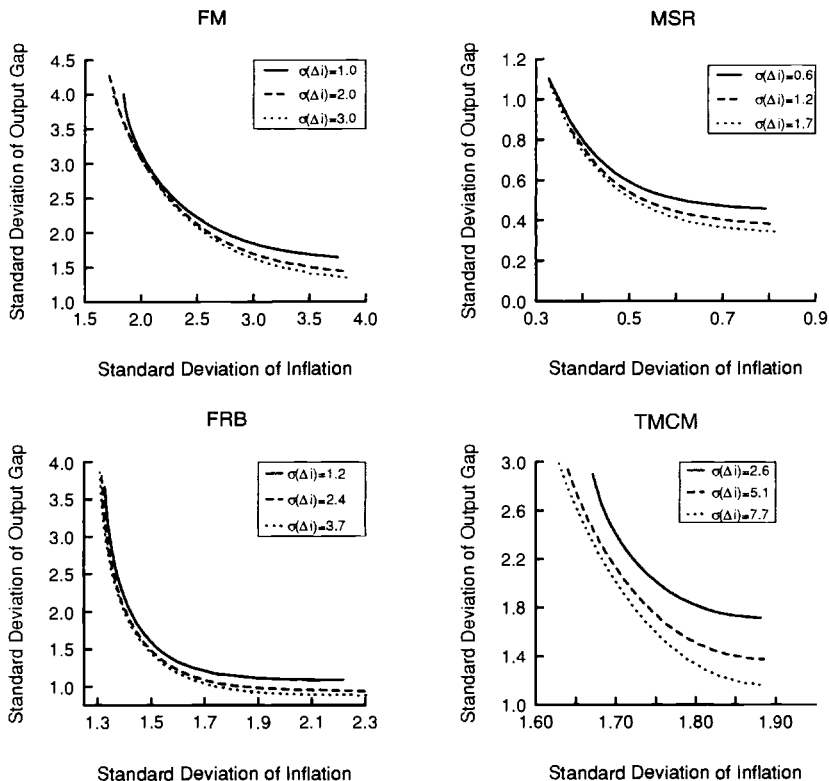 FM
Standard Deviation of Output Gap
4.5
4.0
3.5
3.0
2.5
2.0
1.5
1.0
σ(Δi)=1.0
σ(Δi)=2.0
σ(Δi)=3.0
1.5 2.0 2.5 3.0 3.5 4.0
Standard Deviation of Inflation
MSR
Standard Deviation of Output Gap
1.2
1.0
0.8
0.6
0.4
0.2
0.0
σ(Δi)=0.6
σ(Δi)=1.2
σ(Δi)=1.7
0.3 0.5 0.7 0.9
Standard Deviation of Inflation
FRB
Standard Deviation of Output Gap
4.0
3.5
3.0
2.5
2.0
1.5
1.0
σ(Δi)=1.2
σ(Δi)=2.4
σ(Δi)=3.7
1.3 1.5 1.7 1.9 2.1 2.3
Standard Deviation of Inflation
TMCM
Standard Deviation of Output Gap
3.0
2.6
2.2
1.8
1.4
1.0
σ(Δi)=2.6
σ(Δi)=5.1
σ(Δi)=7.7
1.60 1.70 1.80 1.90
Standard Deviation of Inflation